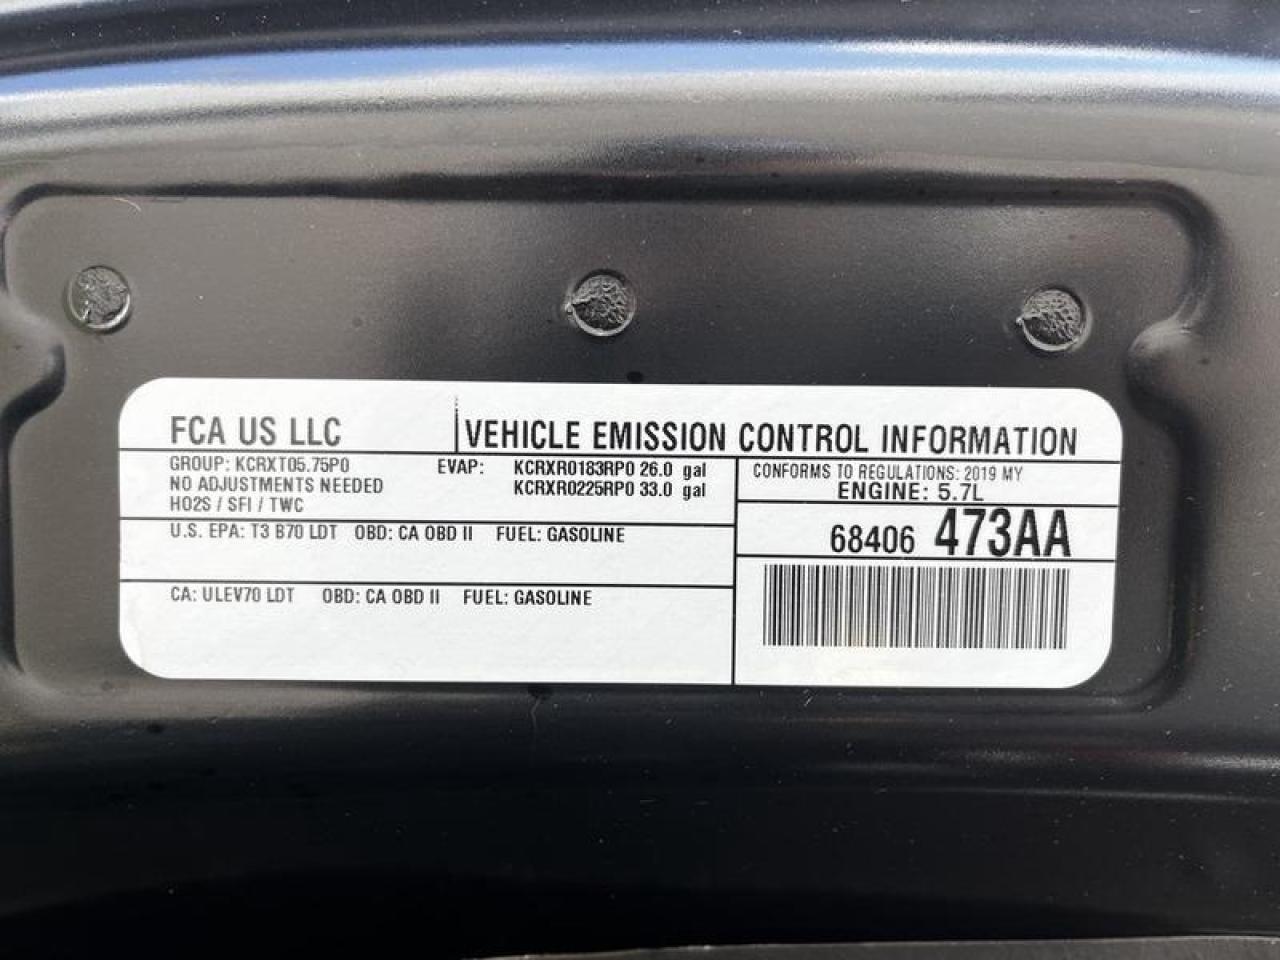 FCA US LLC
VEHICLE EMISSION CONTROL INFORMATION
GROUP: KCRXT05.75P0
NO ADJUSTMENTS NEEDED
HO2S / SFI / TWC
EVAP: KCRXR0183RP0 26.0 gal
KCRXR0225RP0 33.0 gal
CONFORMS TO REGULATIONS: 2019 MY
ENGINE: 5.7L
U.S. EPA: T3 B70 LDT OBD: CA OBD II FUEL: GASOLINE
68406 473AA
CA: ULEV70 LDT OBD: CA OBD II FUEL: GASOLINE